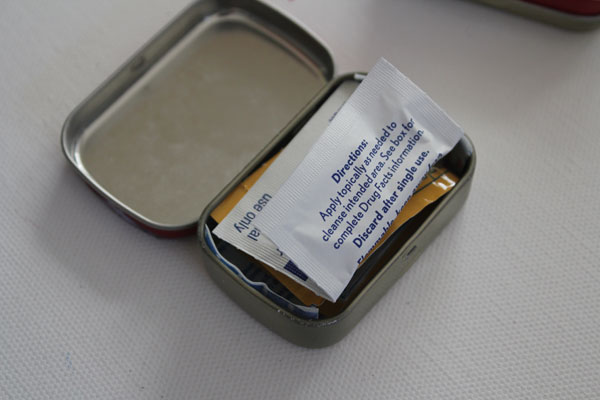 Directions:
Apply topically as needed to
cleanse intended area. See box for
complete Drug Facts information.
Discard after single use.
use only